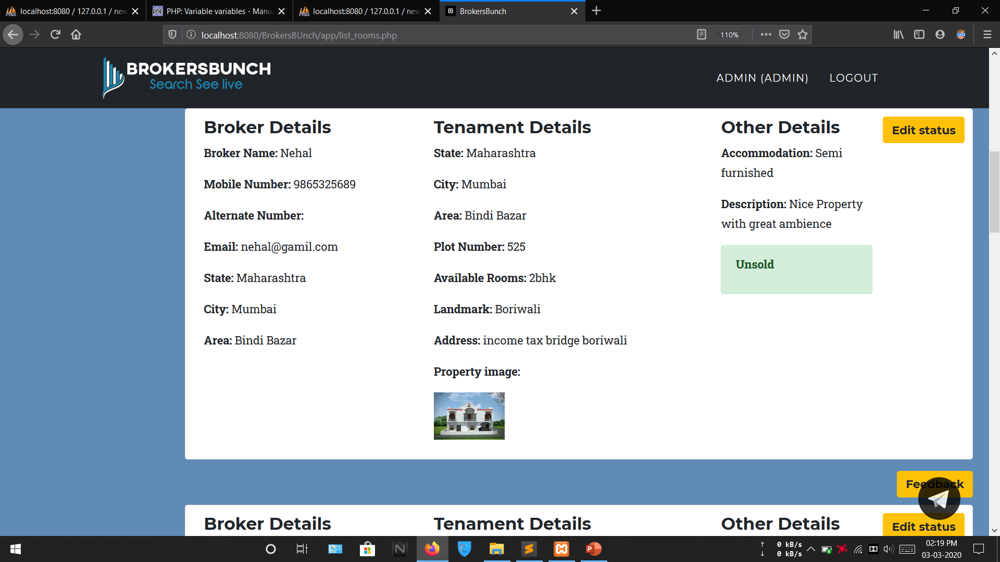 localhost:8080 / 127.0.0.1 / new
php PHP: Variable variables - Manu
localhost:8080 / 127.0.0.1 / new
BrokersBunch
localhost:8080/BrokersBUnch/app/list_rooms.php
110%
BROKERSBUNCH
Search See live
ADMIN (ADMIN)
LOGOUT
Broker Details
Broker Name: Nehal
Mobile Number: 9865325689
Alternate Number:
Email: nehal@gamil.com
State: Maharashtra
City: Mumbai
Area: Bindi Bazar
Tenament Details
State: Maharashtra
City: Mumbai
Area: Bindi Bazar
Plot Number: 525
Available Rooms: 2bhk
Landmark: Boriwali
Address: income tax bridge boriwali
Property image:
Other Details
Accommodation: Semi
furnished
Description: Nice Property
with great ambience
Unsold
Edit status
Feedback
Broker Details
Tenament Details
Other Details
Edit status
0 kB/s
0 kB/s
02:19 PM
03-03-2020